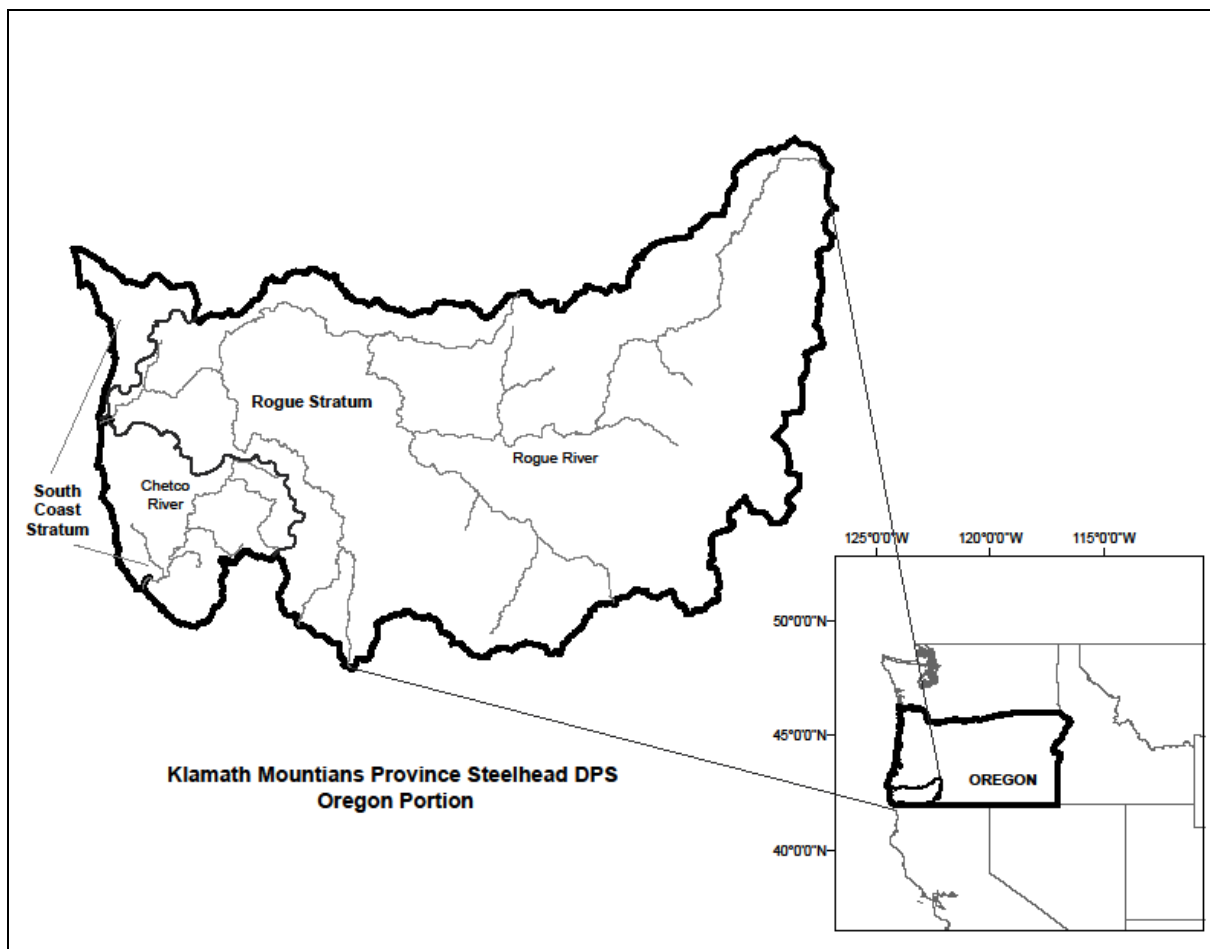 Rogue Stratum
Rogue River
Chetco
River
South
Coast
Stratum
125°0'0"W
120°0'0"W
115°0'0"W
50°0'0"N
45°0'0"N
OREGON
40°0'0"N
Klamath Mountians Province Steelhead DPS
Oregon Portion